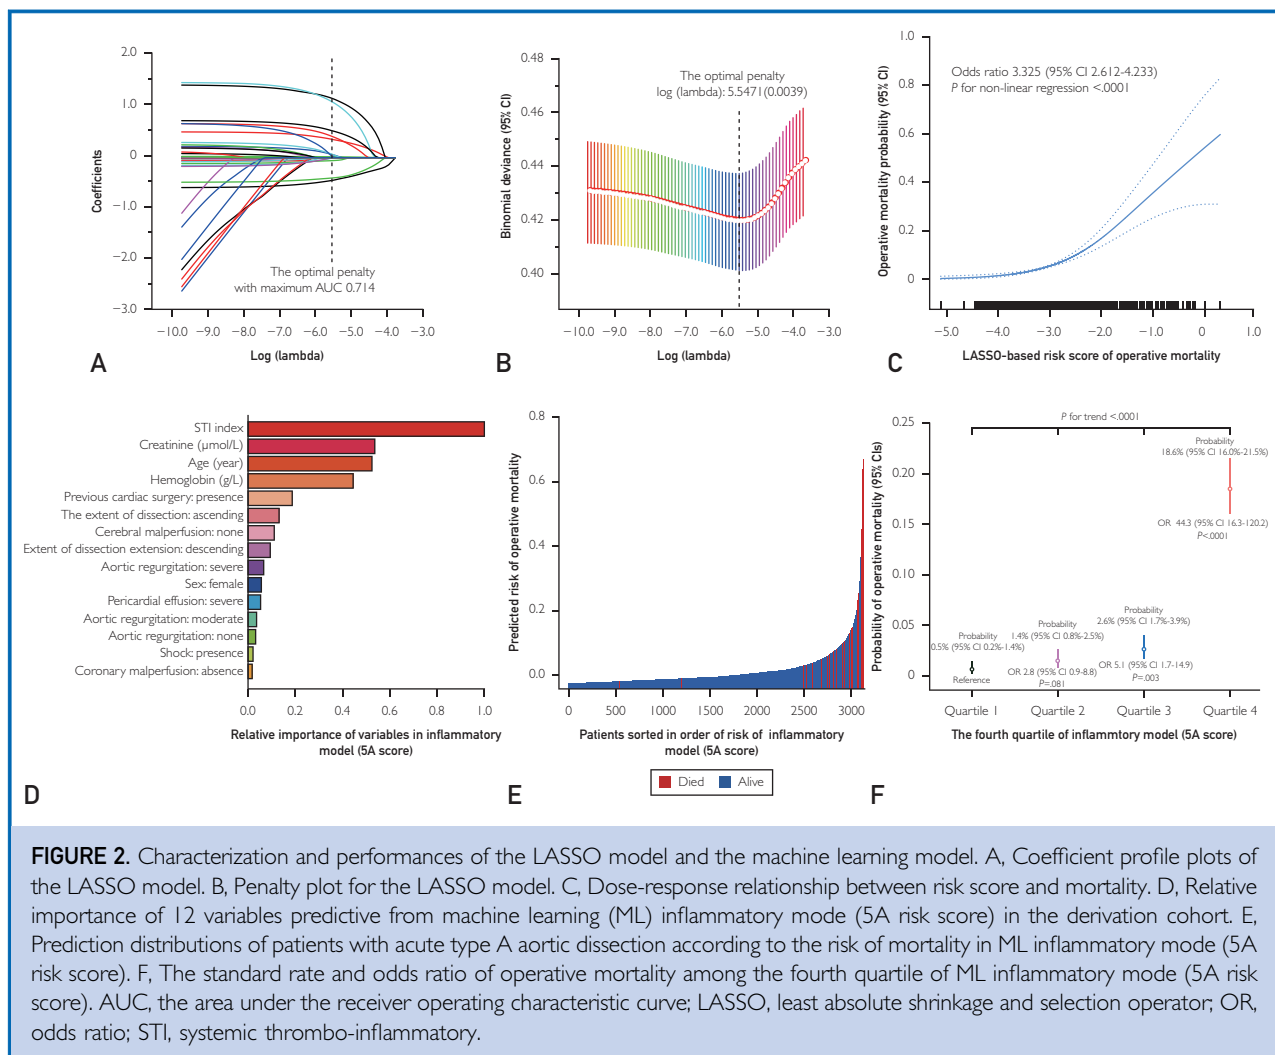 2.0
1.0
0
−1.0
−2.0
−3.0
Coefficients
The optimal penalty
with maximum AUC 0.714
−10.0 −9.0 −8.0 −7.0 −6.0 −5.0 −4.0 −3.0
Log (lambda)
A
0.48
0.46
0.44
0.42
0.40
Binomial deviance (95% CI)
The optimal penalty
log (lambda): 5.5471(0.0039)
−10.0 −9.0 −8.0 −7.0 −6.0 −5.0 −4.0 −3.0
Log (lambda)
B
1.0
0.8
0.6
0.4
0.2
0
Operative mortality probability (95% CI)
Odds ratio 3.325 (95% CI 2.612-4.233)
P for non-linear regression <.0001
−5.0 −4.0 −3.0 −2.0 −1.0 0 1.0
LASSO-based risk score of operative mortality
C
STI index
Creatinine (μmol/L)
Age (year)
Hemoglobin (g/L)
Previous cardiac surgery: presence
The extent of dissection: ascending
Cerebral malperfusion: none
Extent of dissection extension: descending
Aortic regurgitation: severe
Sex: female
Pericardial effusion: severe
Aortic regurgitation: moderate
Aortic regurgitation: none
Shock: presence
Coronary malperfusion: absence
0.0 0.2 0.4 0.6 0.8 1.0
Relative importance of variables in inflammatory
model (5A score)
D
0.8
0.6
0.4
0.2
0.0
Predicted risk of operative mortality
0 500 1000 1500 2000 2500 3000
Patients sorted in order of risk of inflammatory
model (5A score)
Died Alive
E
0.25
0.20
0.15
0.10
0.05
0
Probability of operative mortality (95% CIs)
P for trend <.0001
Probability
18.6% (95% CI 16.0%-21.5%)
OR 44.3 (95% CI 16.3-120.2)
P<.0001
Probability
2.6% (95% CI 1.7%-3.9%)
OR 5.1 (95% CI 1.7-14.9)
P=.003
Probability
1.4% (95% CI 0.8%-2.5%)
OR 2.8 (95% CI 0.9-8.8)
P=.081
Probability
0.5% (95% CI 0.2%-1.4%)
Reference
Quartile 1 Quartile 2 Quartile 3 Quartile 4
The fourth quartile of inflammtory model (5A score)
F
FIGURE 2. Characterization and performances of the LASSO model and the machine learning model. A, Coefficient profile plots of
the LASSO model. B, Penalty plot for the LASSO model. C, Dose-response relationship between risk score and mortality. D, Relative
importance of 12 variables predictive from machine learning (ML) inflammatory mode (5A risk score) in the derivation cohort. E,
Prediction distributions of patients with acute type A aortic dissection according to the risk of mortality in ML inflammatory mode (5A
risk score). F, The standard rate and odds ratio of operative mortality among the fourth quartile of ML inflammatory mode (5A risk
score). AUC, the area under the receiver operating characteristic curve; LASSO, least absolute shrinkage and selection operator; OR,
odds ratio; STI, systemic thrombo-inflammatory.